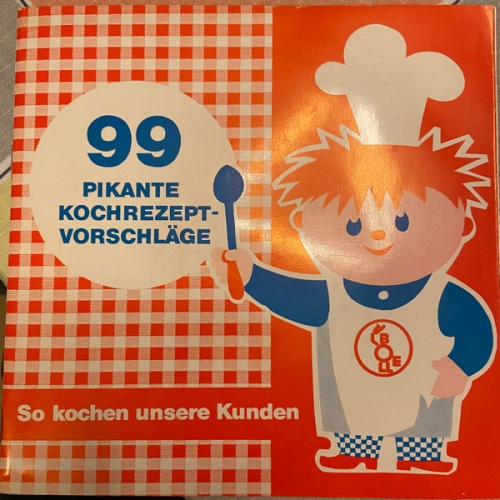 99
PIKANTE
KOCHREZEPT-
VORSCHLÄGE
So kochen unsere Kunden